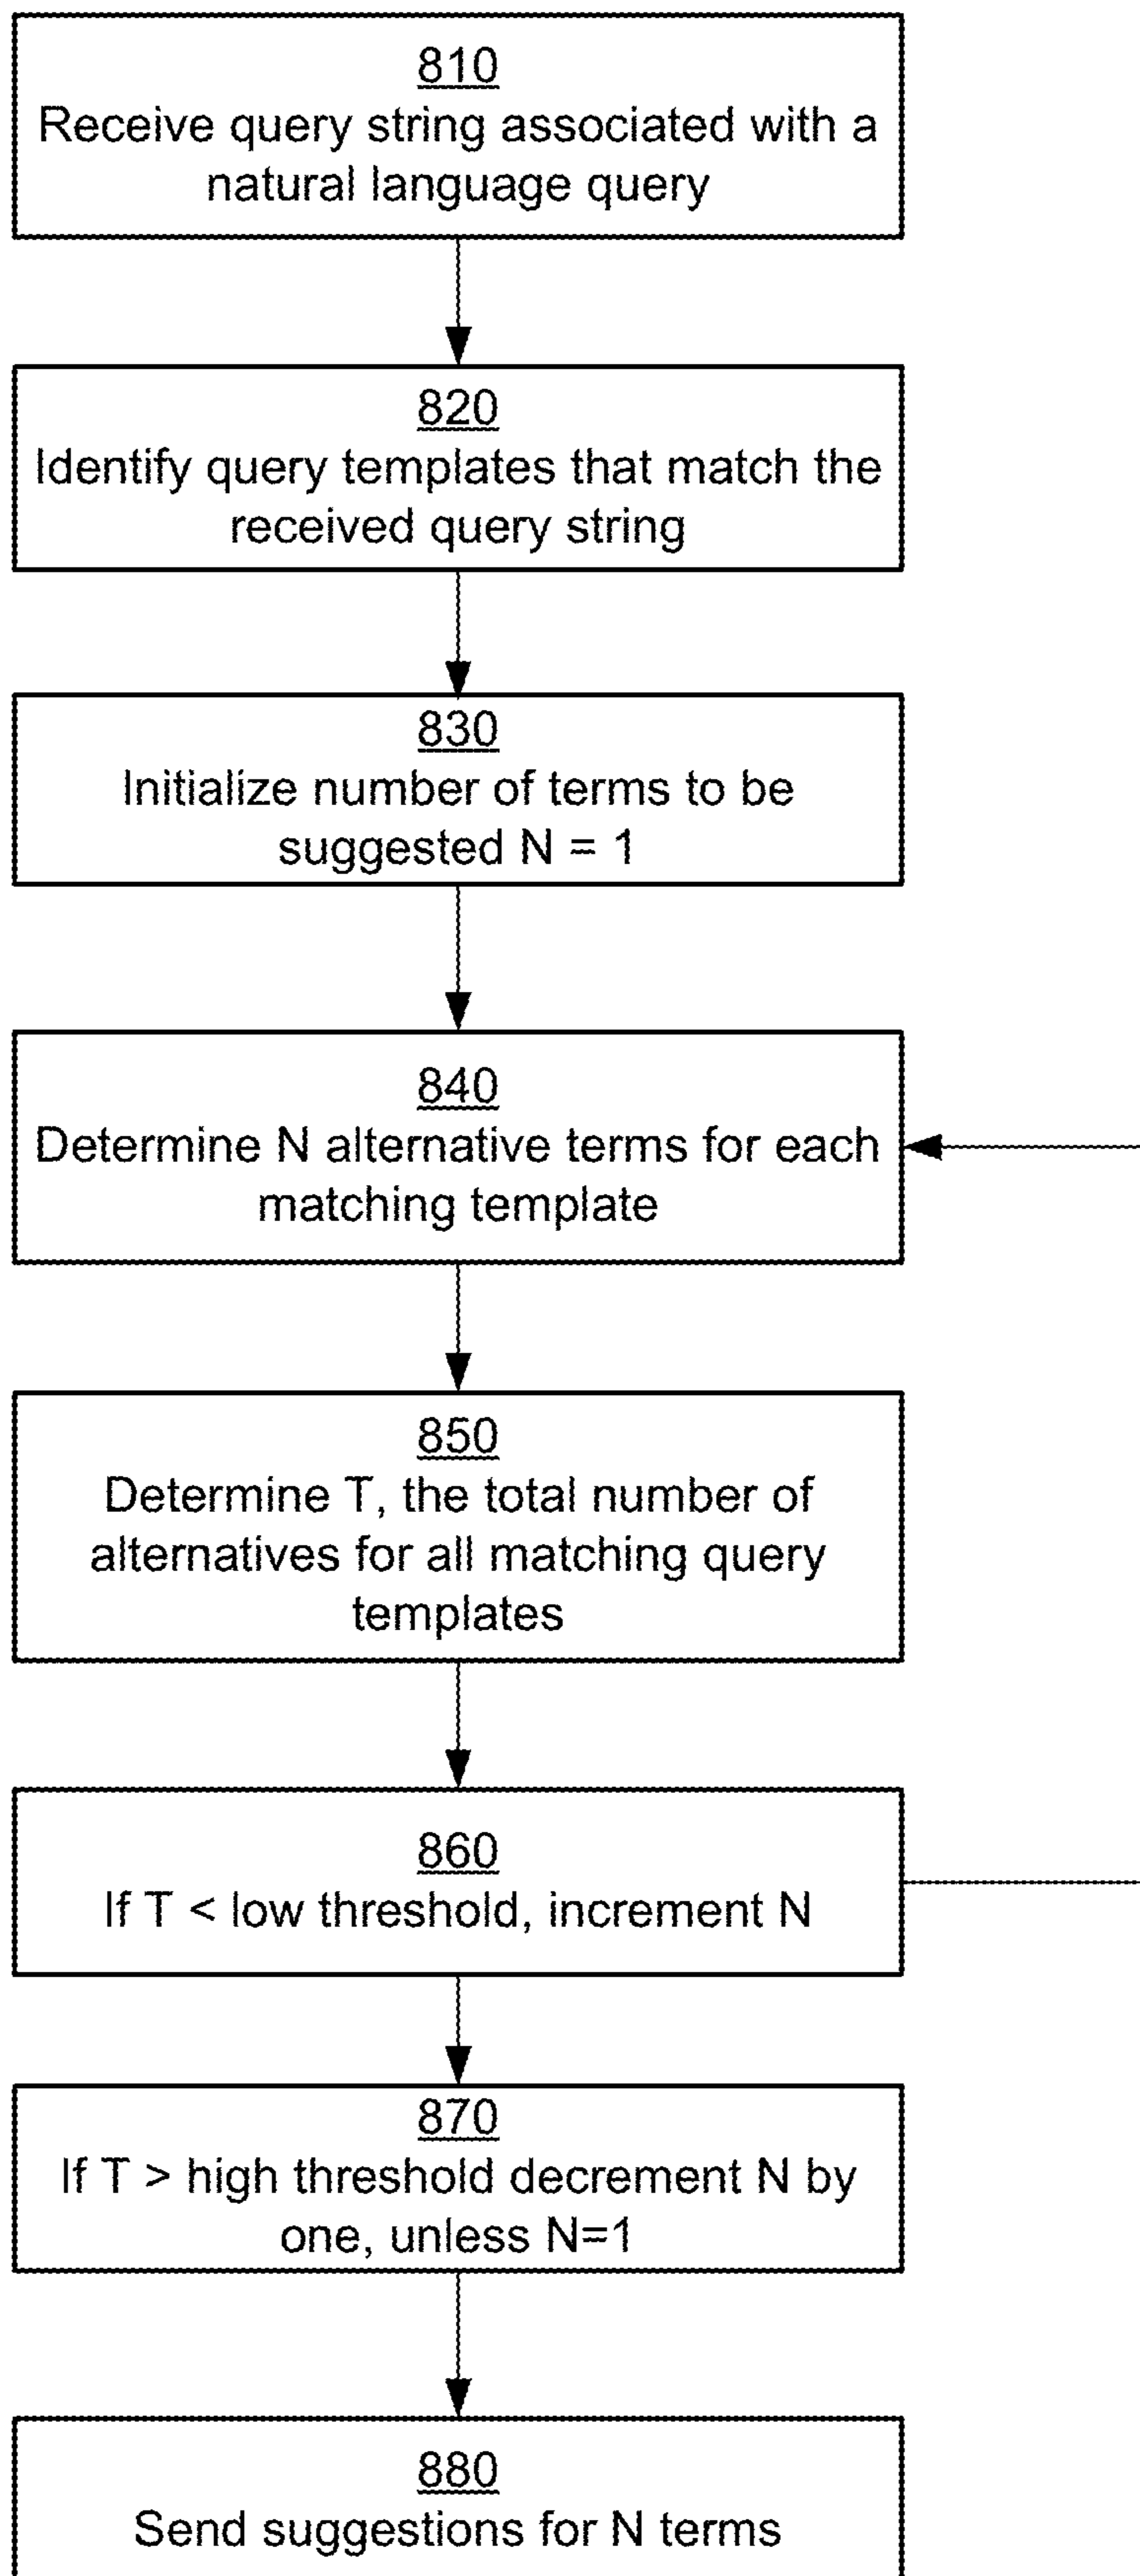 810
Receive query string associated with a
natural language query
820
Identify query templates that match the
received query string
830
Initialize number of terms to be
suggested N = 1
840
Determine N alternative terms for each
matching template
850
Determine T, the total number of
alternatives for all matching query
templates
860
If T < low threshold, increment N
870
If T > high threshold decrement N by
one, unless N=1
880
Send suggestions for N terms